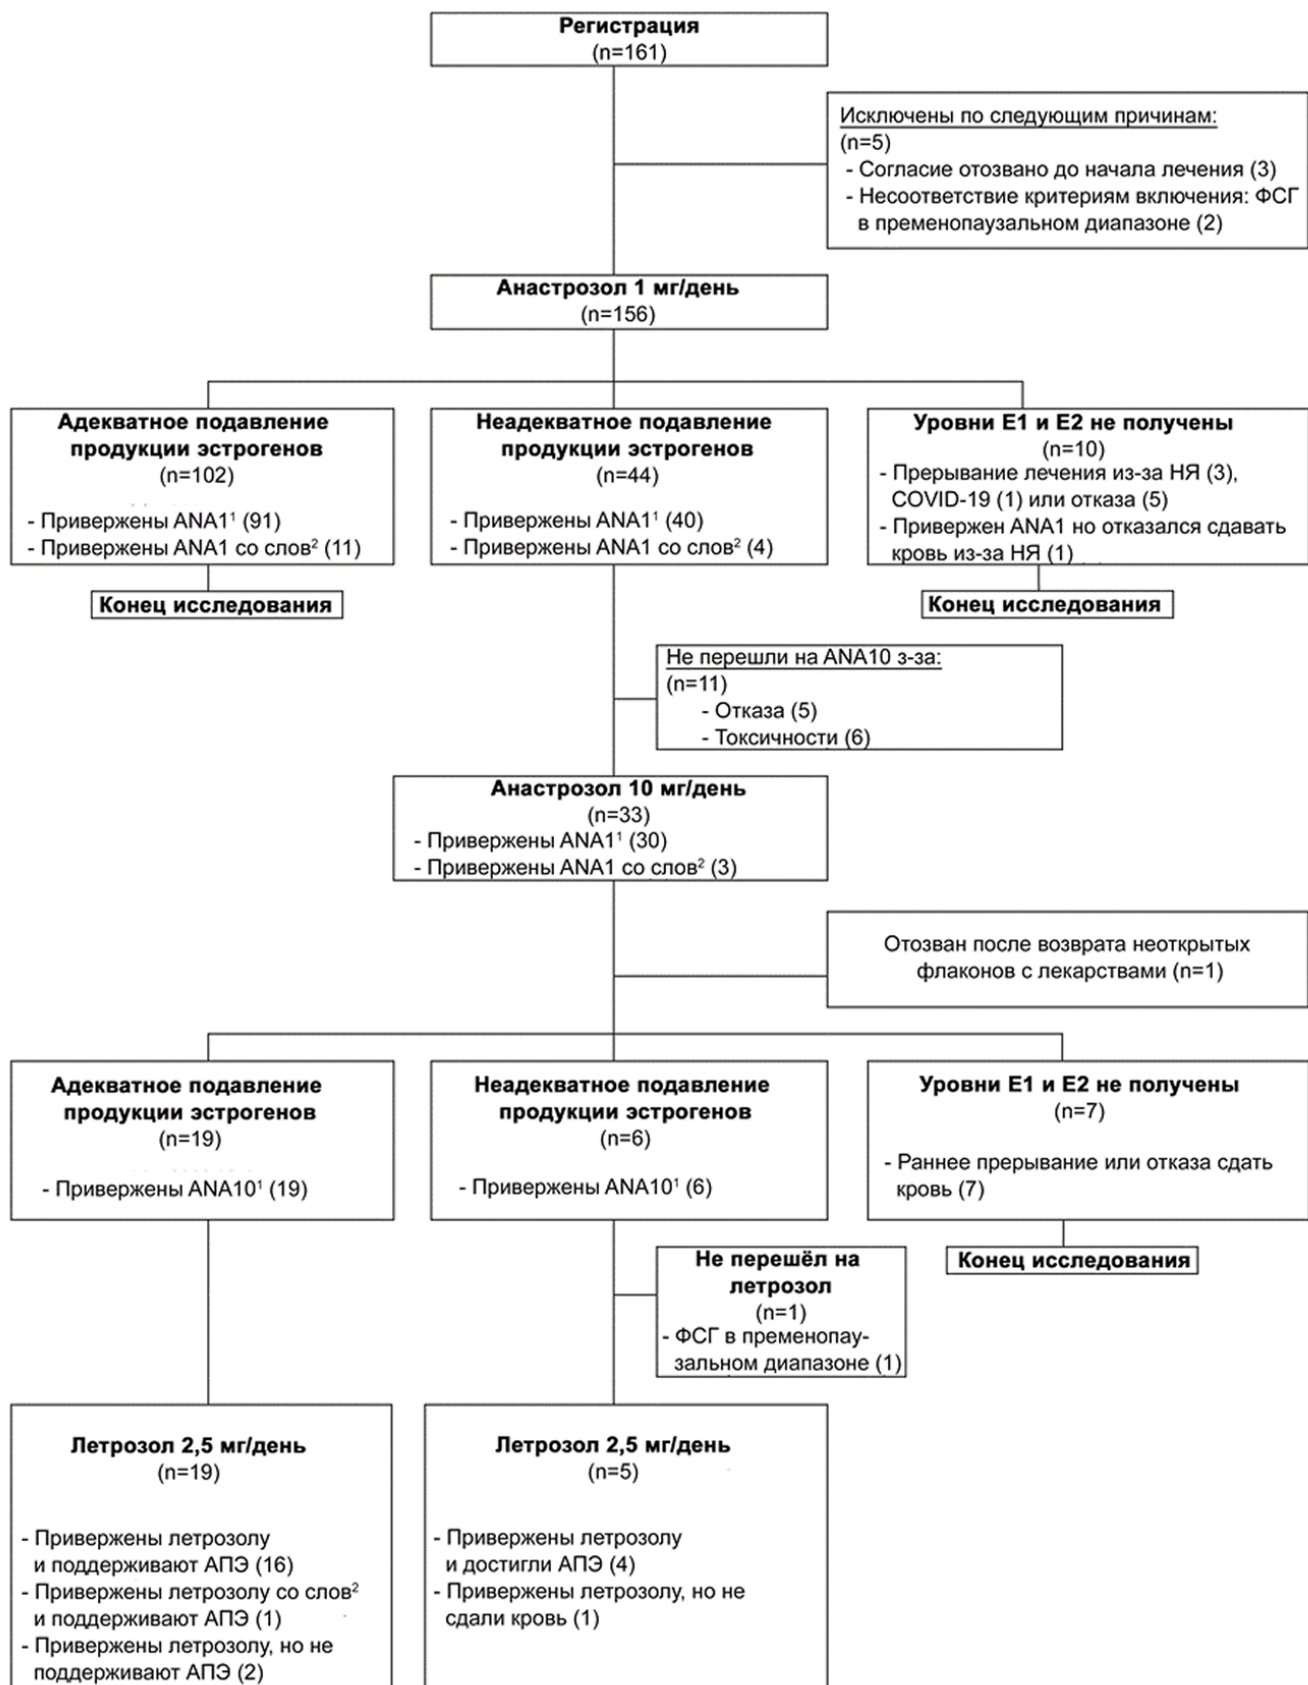 Регистрация
(n=161)
Исключены по следующим причинам:
(n=5)
- Согласие отозвано до начала лечения (3)
- Несоответствие критериям включения: ФСГ
в пременопаузальном диапазоне (2)
Анастрозол 1 мг/день
(n=156)
Адекватное подавление
продукции эстрогенов
(n=102)
- Привержены ANA1¹ (91)
- Привержены ANA1 со слов² (11)
Конец исследования
Неадекватное подавление
продукции эстрогенов
(n=44)
- Привержены ANA1¹ (40)
- Привержены ANA1 со слов² (4)
Уровни Е1 и Е2 не получены
(n=10)
- Прерывание лечения из-за НЯ (3),
COVID-19 (1) или отказа (5)
- Привержен ANA1 но отказался сдавать
кровь из-за НЯ (1)
Конец исследования
Не перешли на ANA10 з-за:
(n=11)
- Отказа (5)
- Токсичности (6)
Анастрозол 10 мг/день
(n=33)
- Привержены ANA1¹ (30)
- Привержены ANA1 со слов² (3)
Отозван после возврата неоткрытых
флаконов с лекарствами (n=1)
Адекватное подавление
продукции эстрогенов
(n=19)
- Привержены ANA10¹ (19)
Неадекватное подавление
продукции эстрогенов
(n=6)
- Привержены ANA10¹ (6)
Уровни Е1 и Е2 не получены
(n=7)
- Раннее прерывание или отказа сдать
кровь (7)
Конец исследования
Не перешёл на
летрозол
(n=1)
- ФСГ в пременопау-
зальном диапазоне (1)
Летрозол 2,5 мг/день
(n=19)
- Привержены летрозолу
и поддерживают АПЭ (16)
- Привержены летрозолу со слов²
и поддерживают АПЭ (1)
- Привержены летрозолу, но не
поддерживают АПЭ (2)
Летрозол 2,5 мг/день
(n=5)
- Привержены летрозолу
и достигли АПЭ (4)
- Привержены летрозолу, но не
сдали кровь (1)